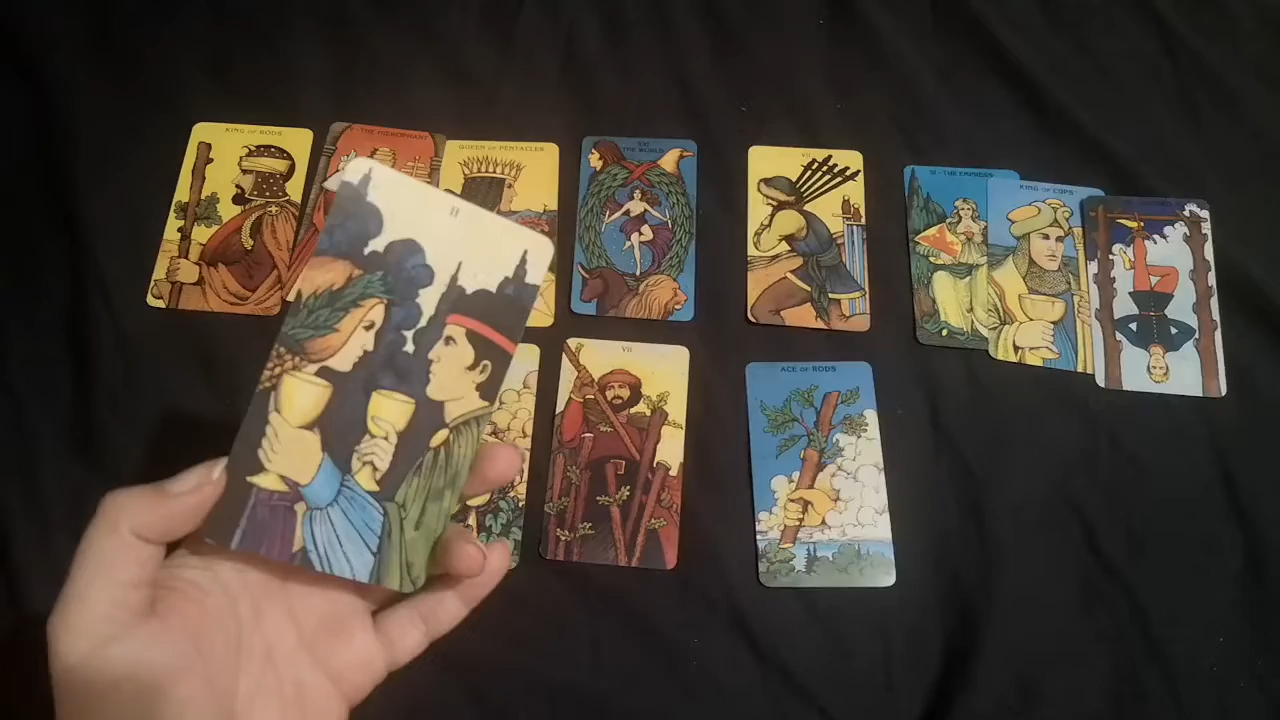 KING OF RODS
V - THE HIEROPHANT
QUEEN OF PENTACLES
XXI
THE WORLD
VII
III - THE EMPRESS
KING OF CUPS
II
VII
ACE OF RODS